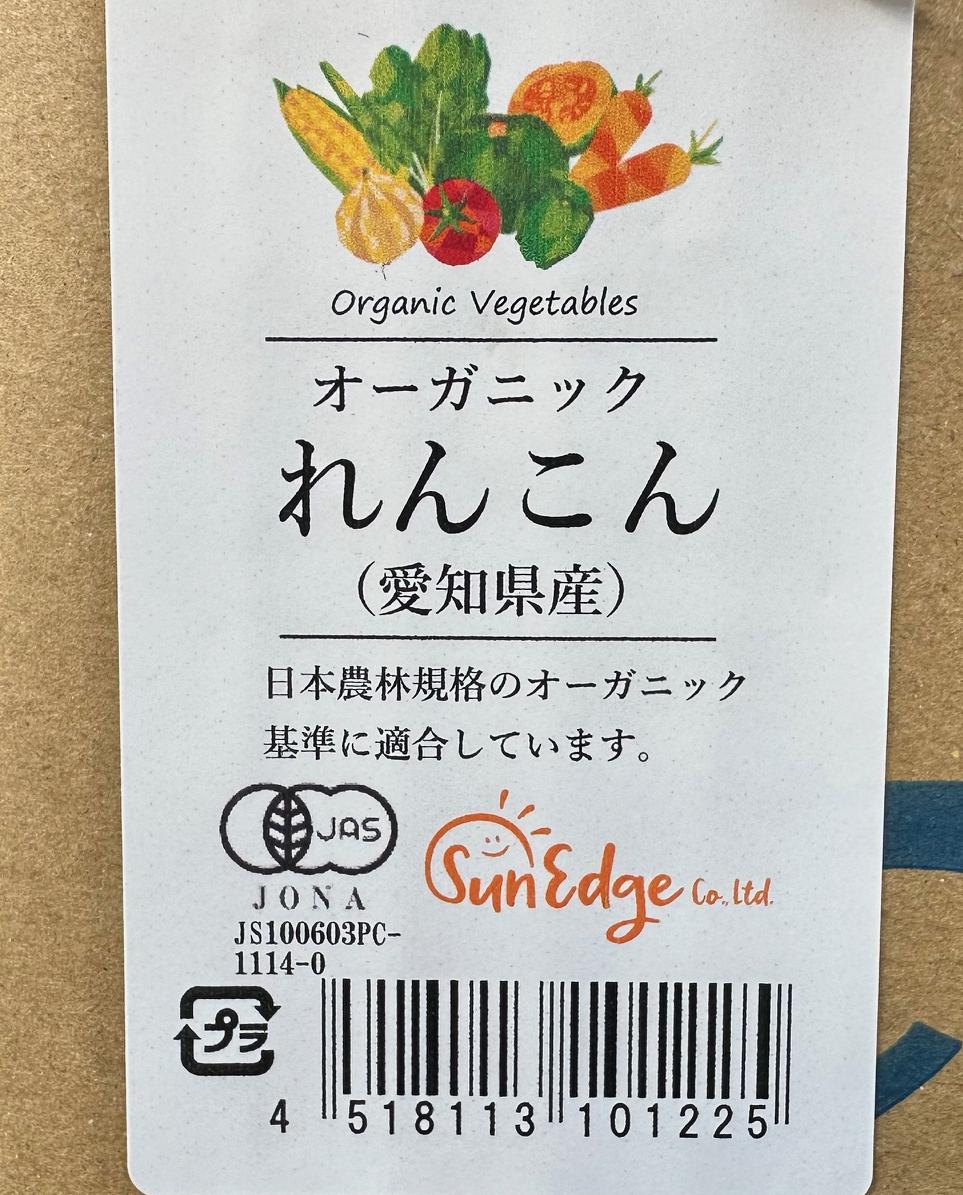 Organic Vegetables
オーガニック
れんこん
（愛知県産）
日本農林規格のオーガニック
基準に適合しています。
JAS
JONA
JS100603PC-
1114-0
SunEdge Co.,Ltd.
プラ
4 518113 101225